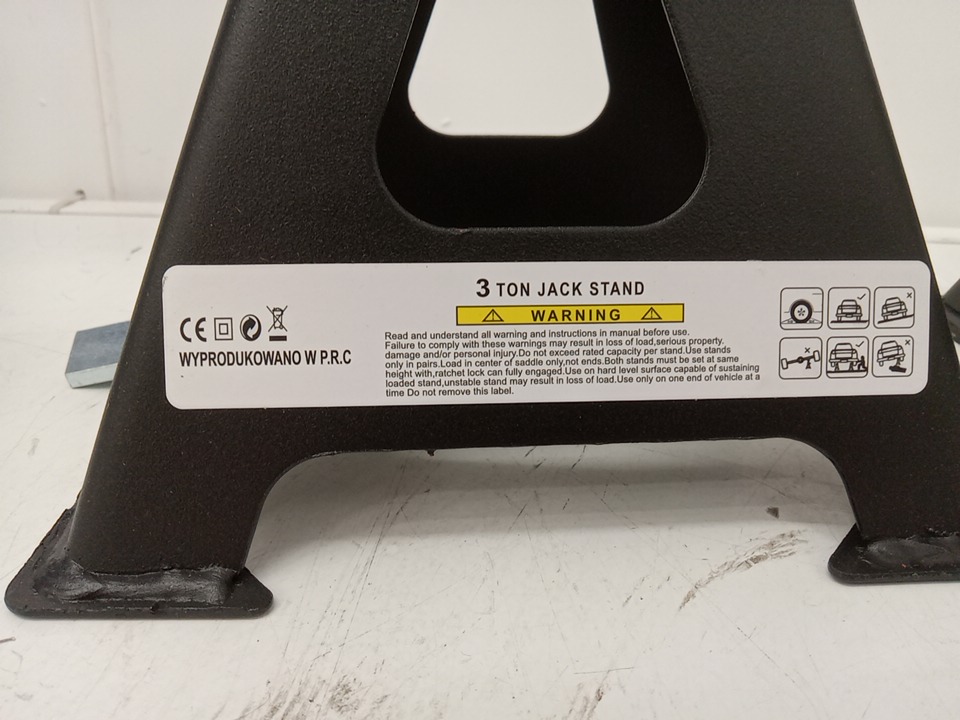 3 TON JACK STAND
WARNING
CE
WYPRODUKOWANO W P.R.C
Read and understand all warning and instructions in manual before use.
Failure to comply with these warnings may result in loss of load,serious property.
damage and/or personal injury.Do not exceed rated capacity per stand.Use stands
only in pairs.Load in center of saddle only,not ends.Both stands must be set at same
height with,ratchet lock can fully engaged.Use on hard level surface capable of sustaining
loaded stand,unstable stand may result in loss of load.Use only on one end of vehicle at a
time Do not remove this label.